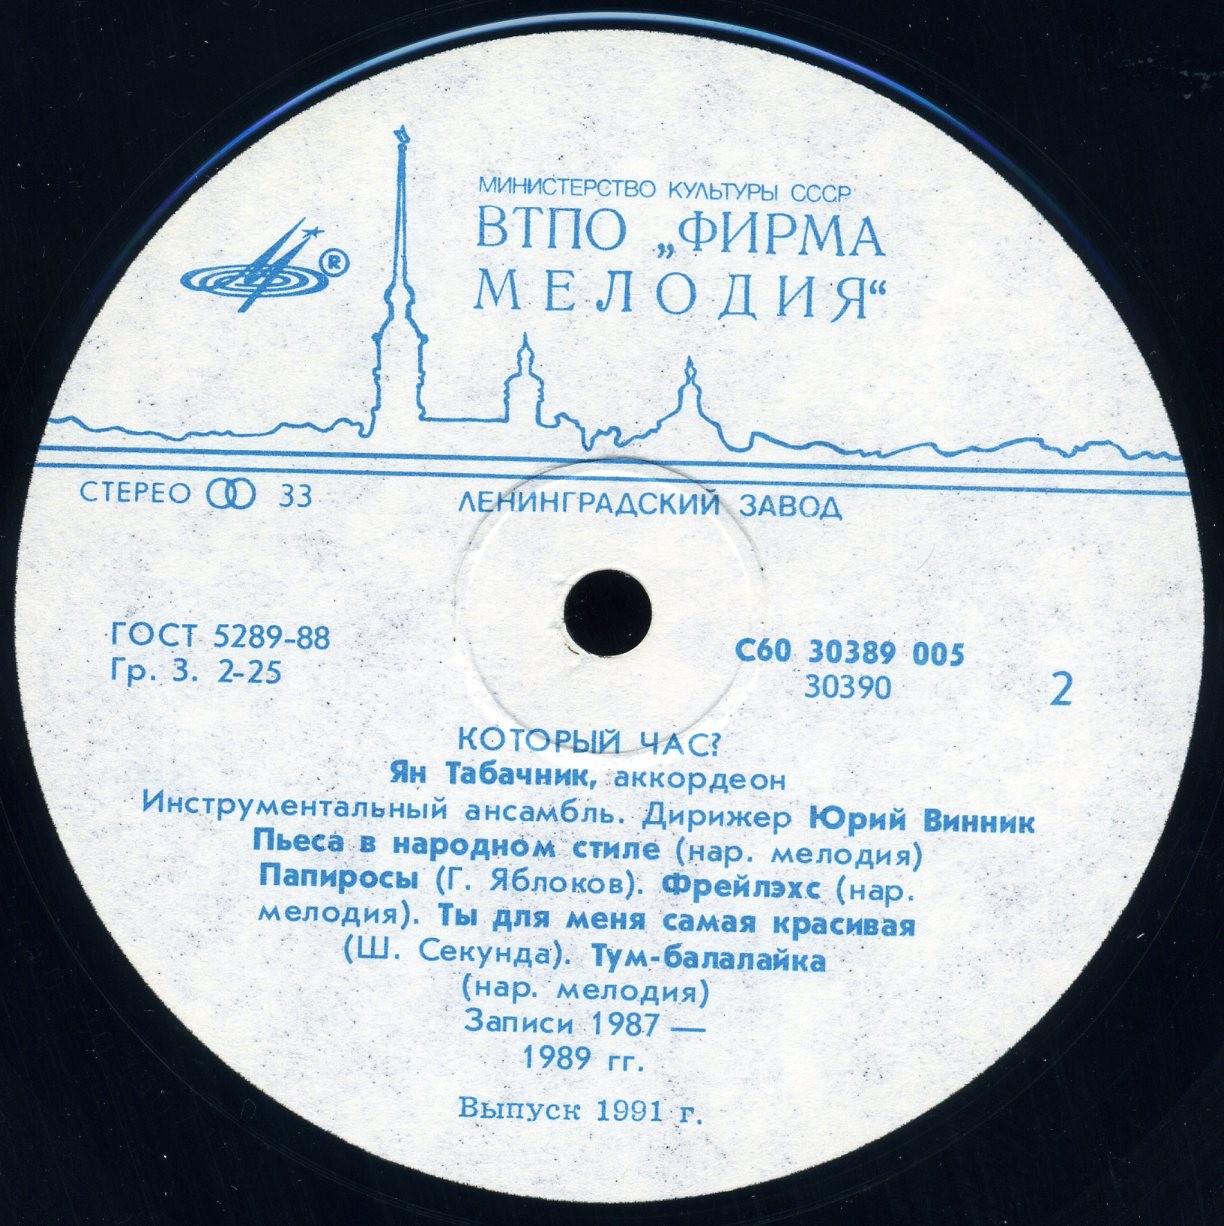 МИНИСТЕРСТВО КУЛЬТУРЫ СССР
ВТПО „ФИРМА
МЕЛОДИЯ“
®
СТЕРЕО 33
ЛЕНИНГРАДСКИЙ ЗАВОД
ГОСТ 5289-88
Гр. 3. 2-25
С60 30389 005
30390
2
КОТОРЫЙ ЧАС?
Ян Табачник, аккордеон
Инструментальный ансамбль. Дирижер Юрий Винник
Пьеса в народном стиле (нар. мелодия)
Папиросы (Г. Яблоков). Фрейлэхс (нар.
мелодия). Ты для меня самая красивая
(Ш. Секунда). Тум-балалайка
(нар. мелодия)
Записи 1987 —
1989 гг.
Выпуск 1991 г.